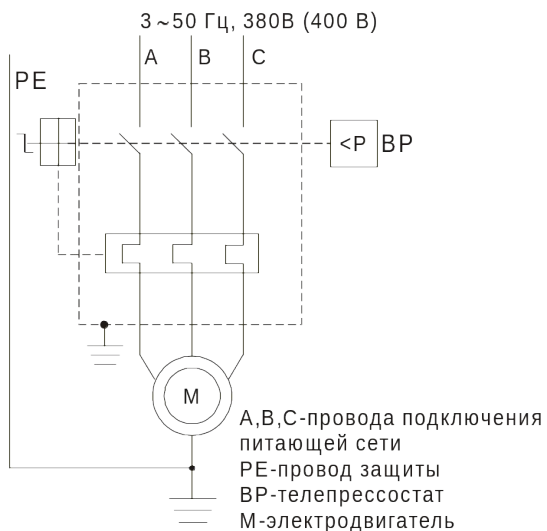 3~50 Гц, 380В (400 В)
A B C
PE
<P BP
M
A,B,C-провода подключения
питающей сети
PE-провод защиты
BP-телепрессостат
M-электродвигатель